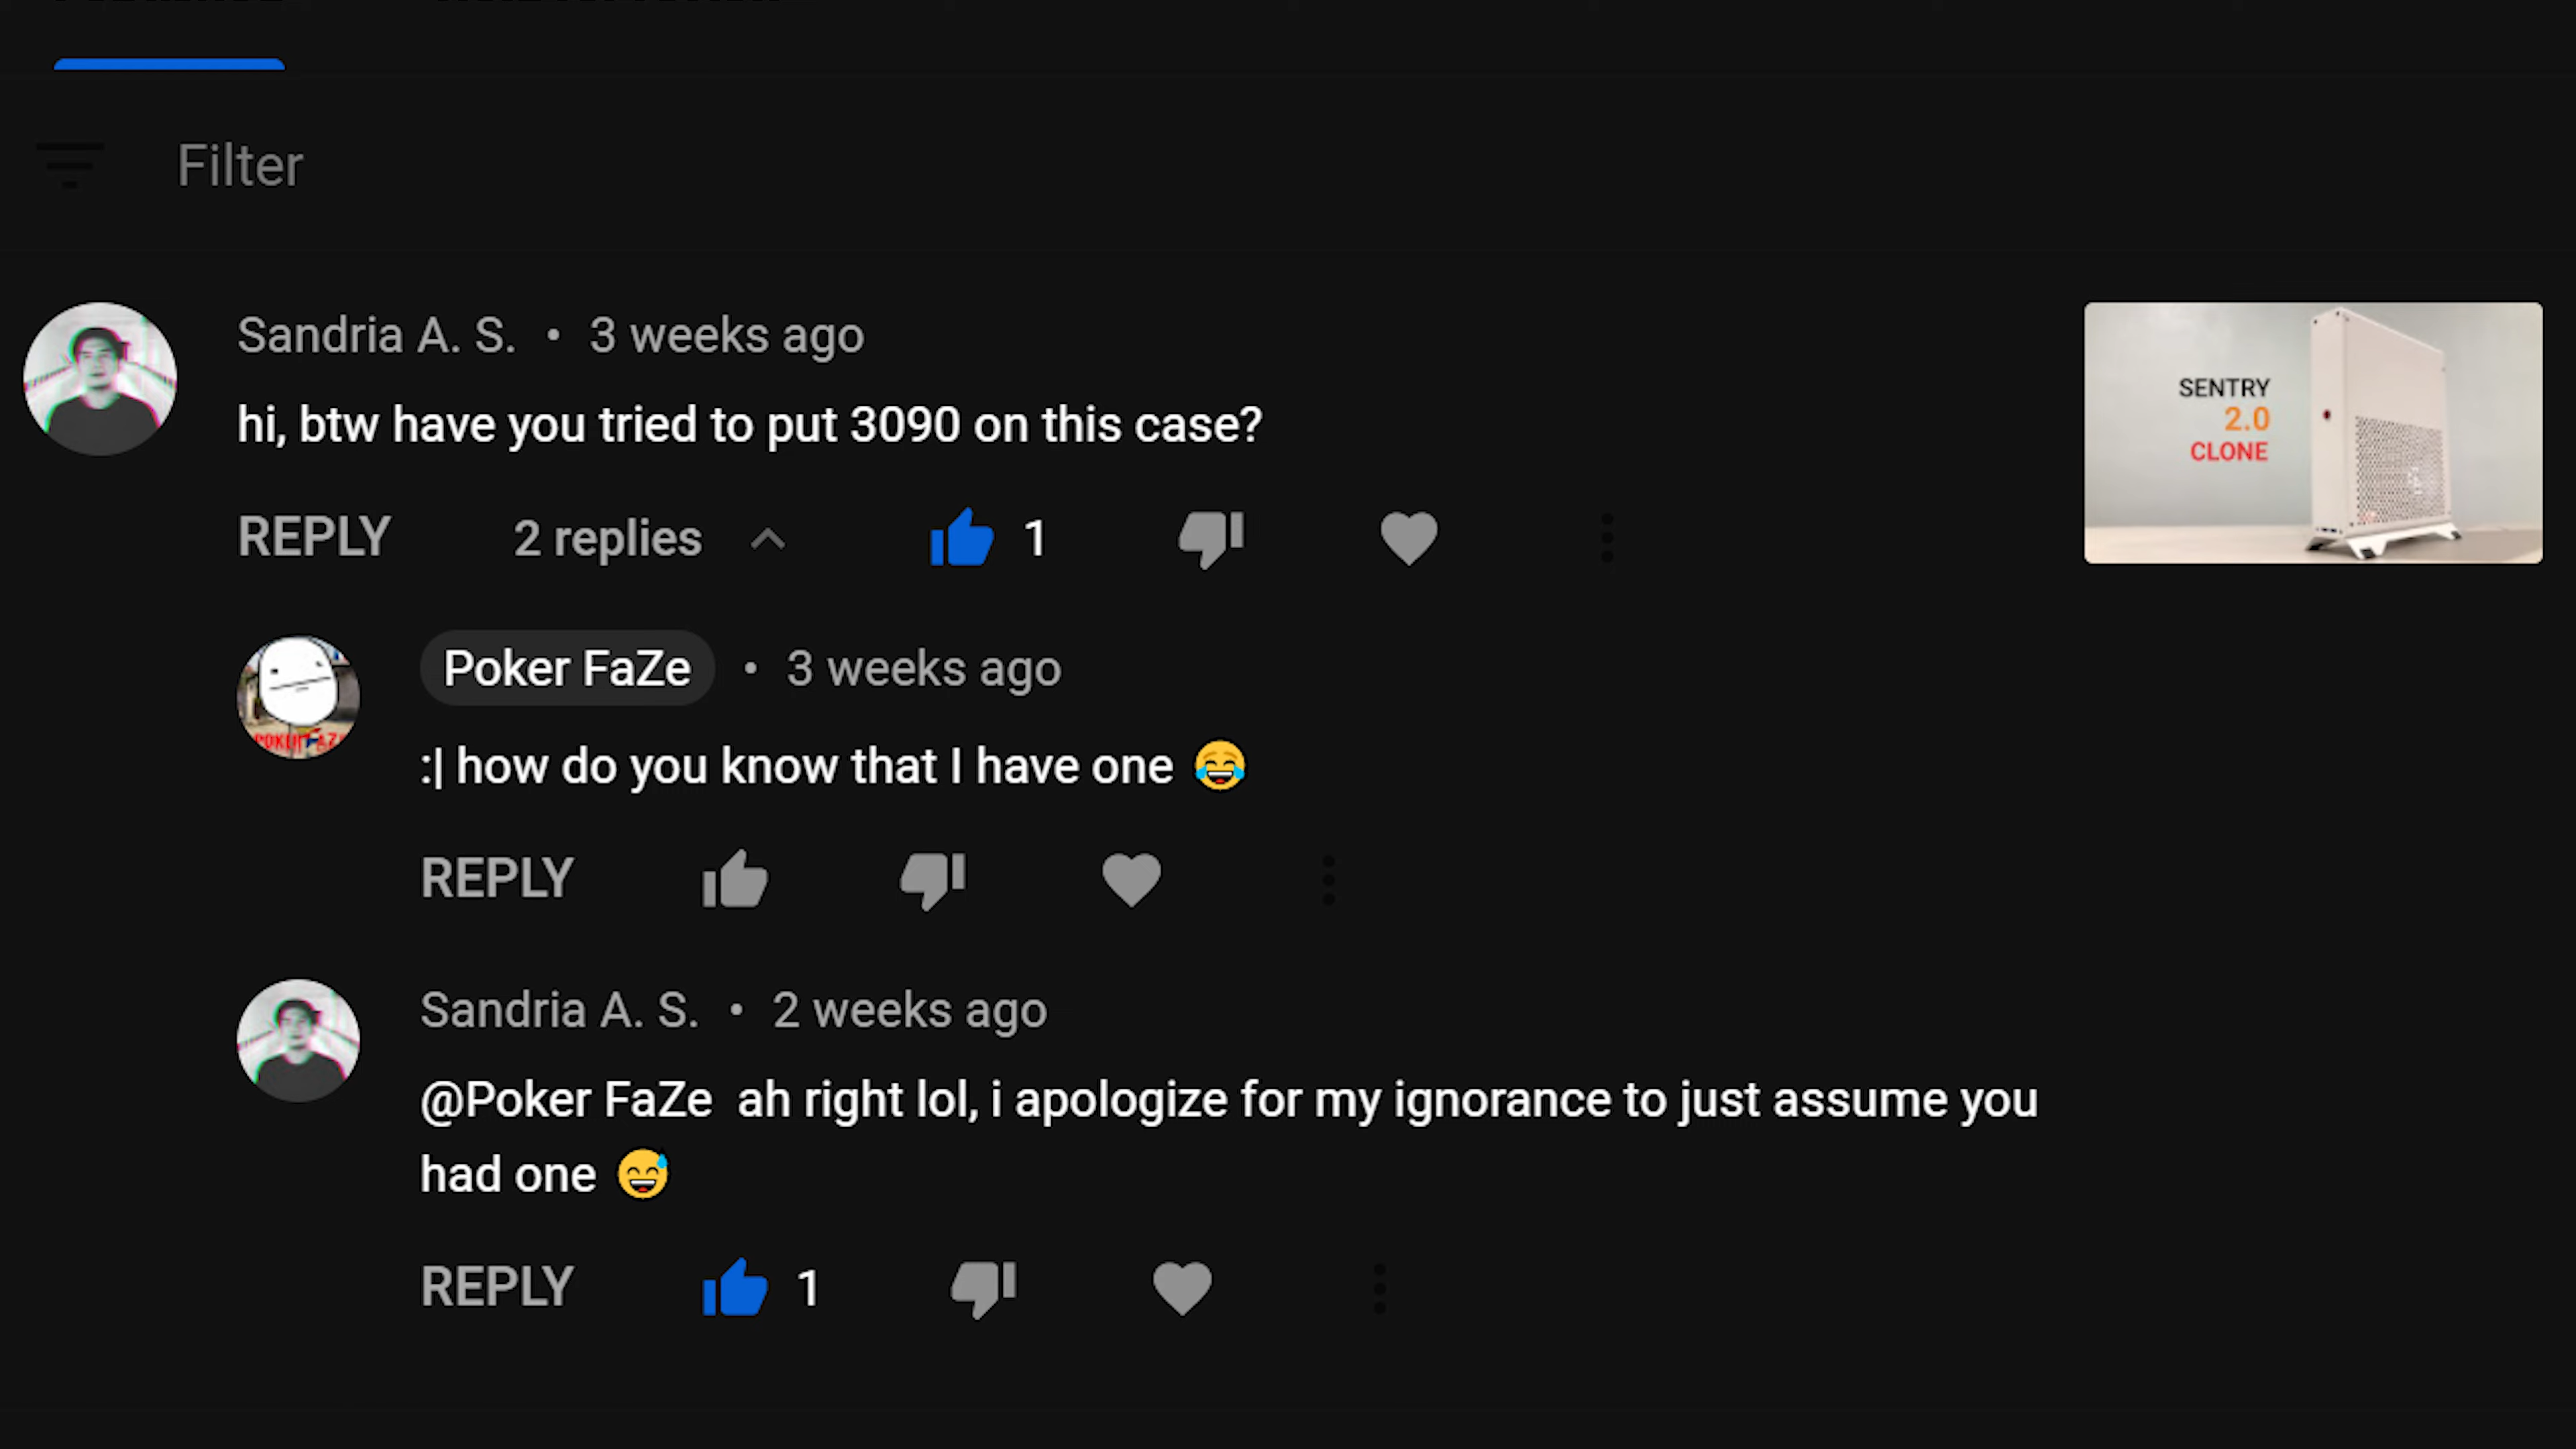 Filter
Sandria A. S. • 3 weeks ago
hi, btw have you tried to put 3090 on this case?
REPLY 2 replies 1
SENTRY
2.0
CLONE
Poker FaZe • 3 weeks ago
:| how do you know that I have one 😂
REPLY
Sandria A. S. • 2 weeks ago
@Poker FaZe ah right lol, i apologize for my ignorance to just assume you
had one 😅
REPLY 1